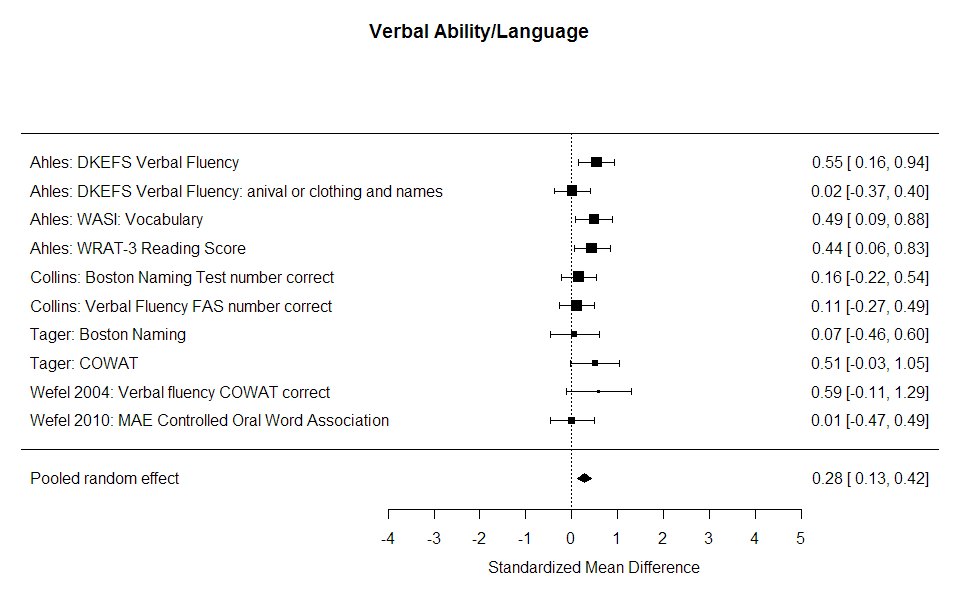 Verbal Ability/Language
Ahles: DKEFS Verbal Fluency 0.55 [ 0.16, 0.94]
Ahles: DKEFS Verbal Fluency: anival or clothing and names 0.02 [-0.37, 0.40]
Ahles: WASI: Vocabulary 0.49 [ 0.09, 0.88]
Ahles: WRAT-3 Reading Score 0.44 [ 0.06, 0.83]
Collins: Boston Naming Test number correct 0.16 [-0.22, 0.54]
Collins: Verbal Fluency FAS number correct 0.11 [-0.27, 0.49]
Tager: Boston Naming 0.07 [-0.46, 0.60]
Tager: COWAT 0.51 [-0.03, 1.05]
Wefel 2004: Verbal fluency COWAT correct 0.59 [-0.11, 1.29]
Wefel 2010: MAE Controlled Oral Word Association 0.01 [-0.47, 0.49]
Pooled random effect 0.28 [ 0.13, 0.42]
-4 -3 -2 -1 0 1 2 3 4 5
Standardized Mean Difference